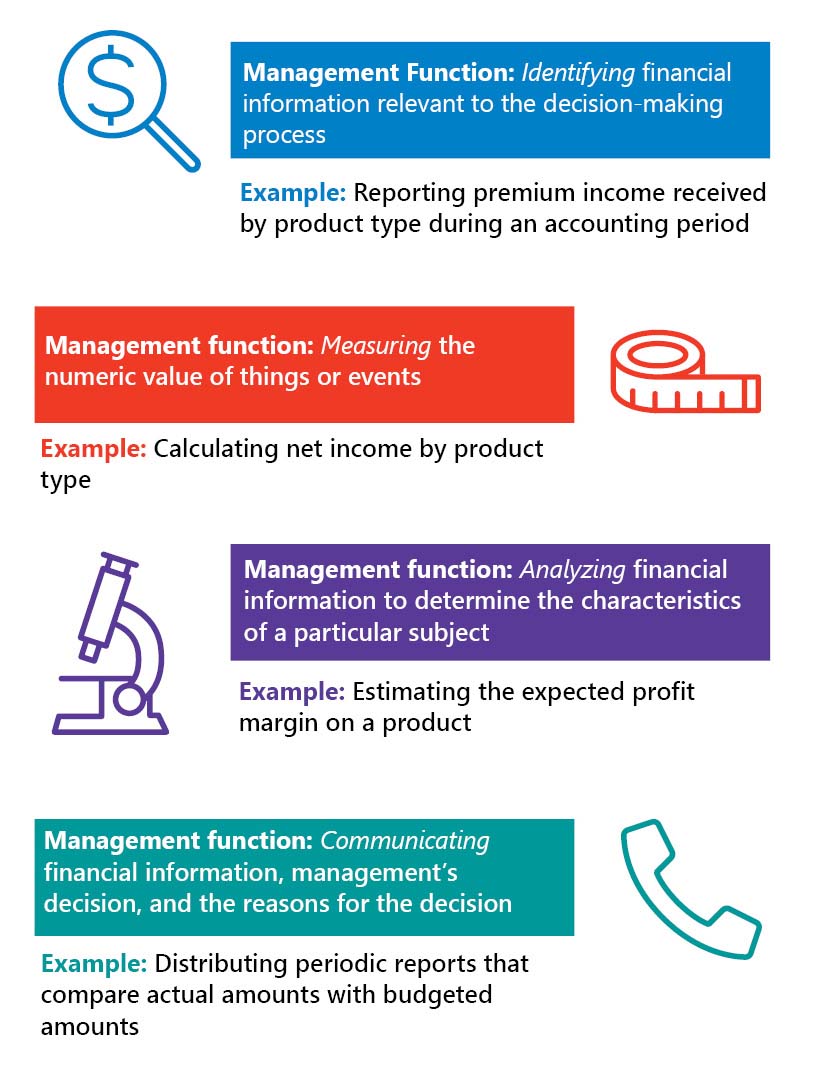 $
Management Function: Identifying financial
information relevant to the decision-making
process
Example: Reporting premium income received
by product type during an accounting period
Management function: Measuring the
numeric value of things or events
Example: Calculating net income by product
type
Management function: Analyzing financial
information to determine the characteristics
of a particular subject
Example: Estimating the expected profit
margin on a product
Management function: Communicating
financial information, management’s
decision, and the reasons for the decision
Example: Distributing periodic reports that
compare actual amounts with budgeted
amounts